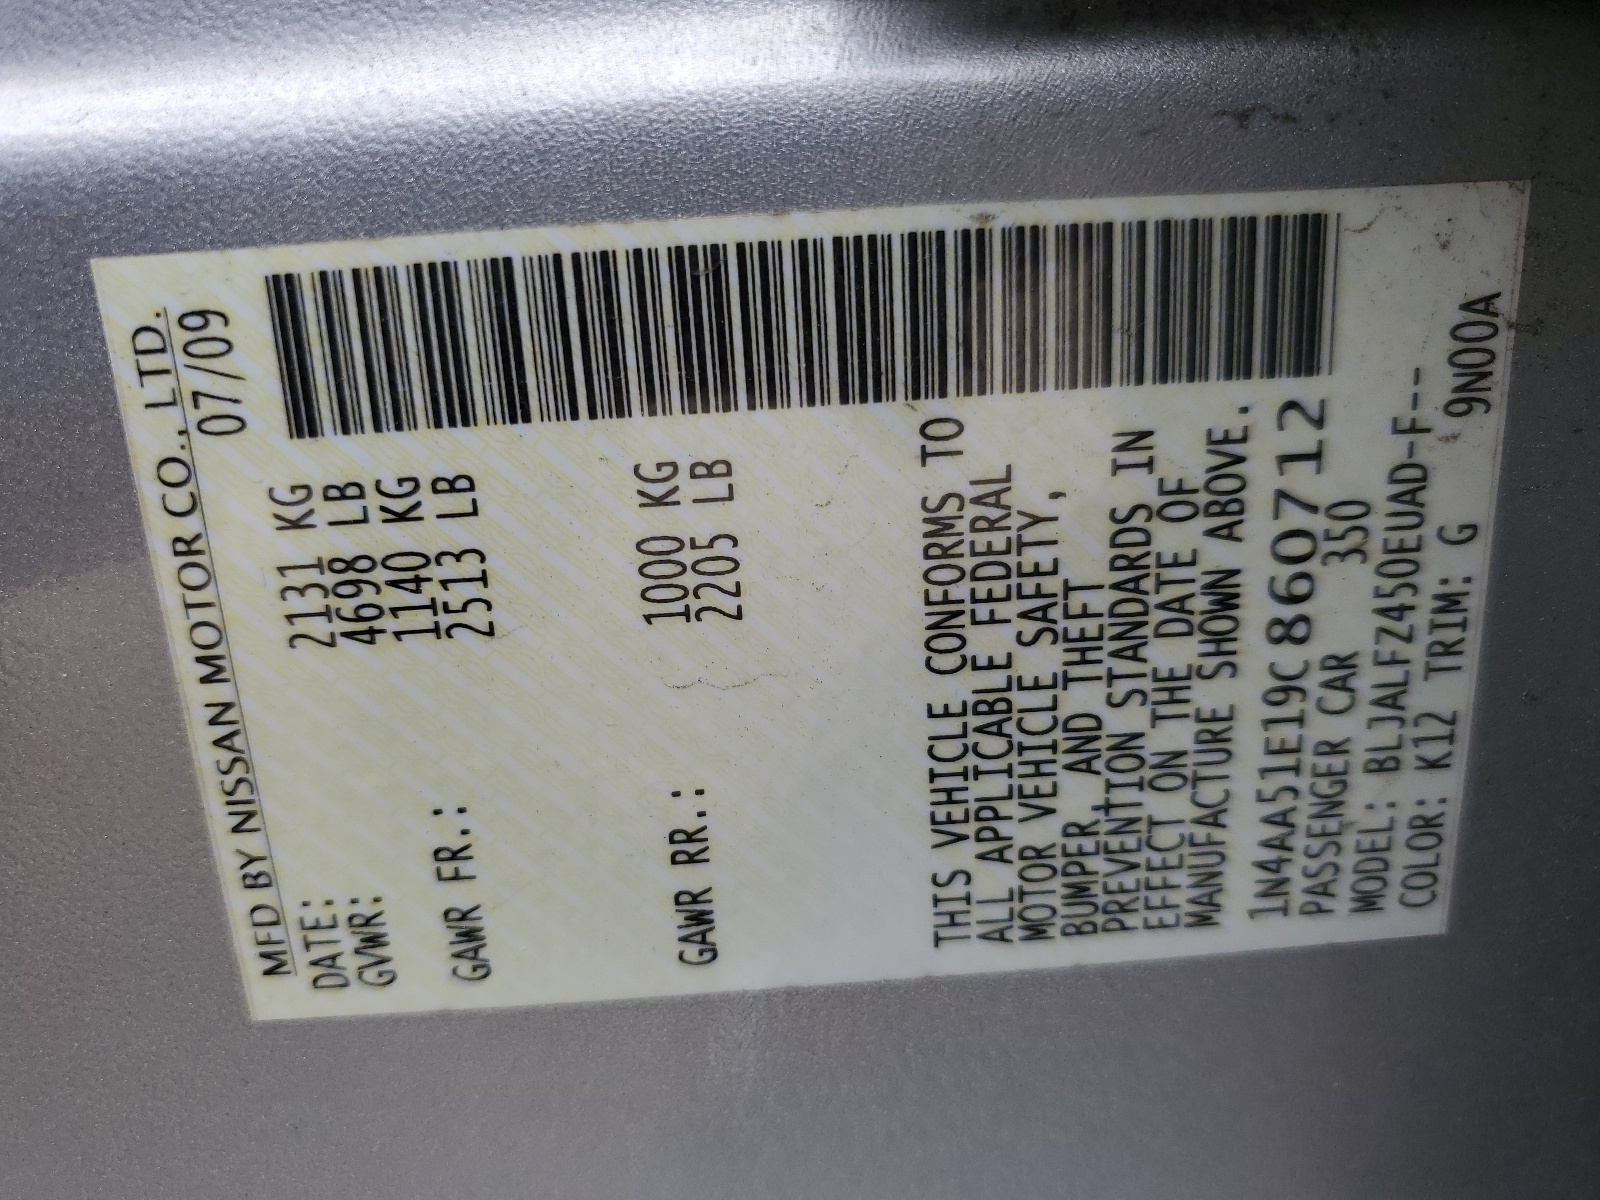 MFD BY NISSAN MOTOR CO., LTD.
DATE: 07/09
GVWR: 2131 KG
4698 LB
GAWR FR.: 1140 KG
2513 LB
GAWR RR.: 1000 KG
2205 LB
THIS VEHICLE CONFORMS TO
ALL APPLICABLE FEDERAL
MOTOR VEHICLE SAFETY,
BUMPER, AND THEFT
PREVENTION STANDARDS IN
EFFECT ON THE DATE OF
MANUFACTURE SHOWN ABOVE.
1N4AA51E19C860712
PASSENGER CAR 350
MODEL: BLJALFZ450EUAD-F--
COLOR: K12 TRIM: G 9N00A